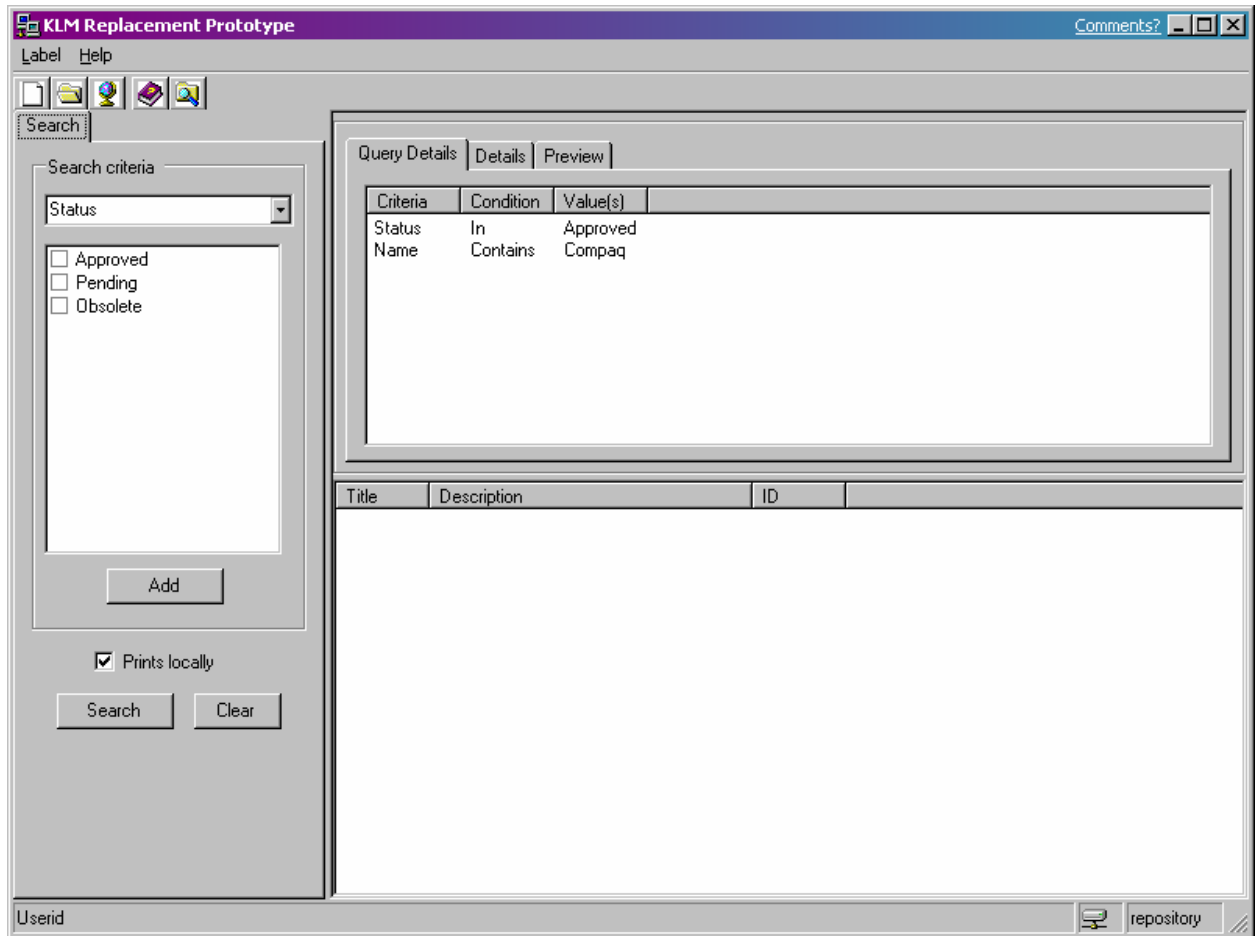 KLM Replacement Prototype Comments?
Label Help
Search
Search criteria
Status
Approved
Pending
Obsolete
Add
Prints locally
Search Clear
Query Details Details Preview
Criteria Condition Value(s)
Status In Approved
Name Contains Compaq
Title Description ID
Userid repository